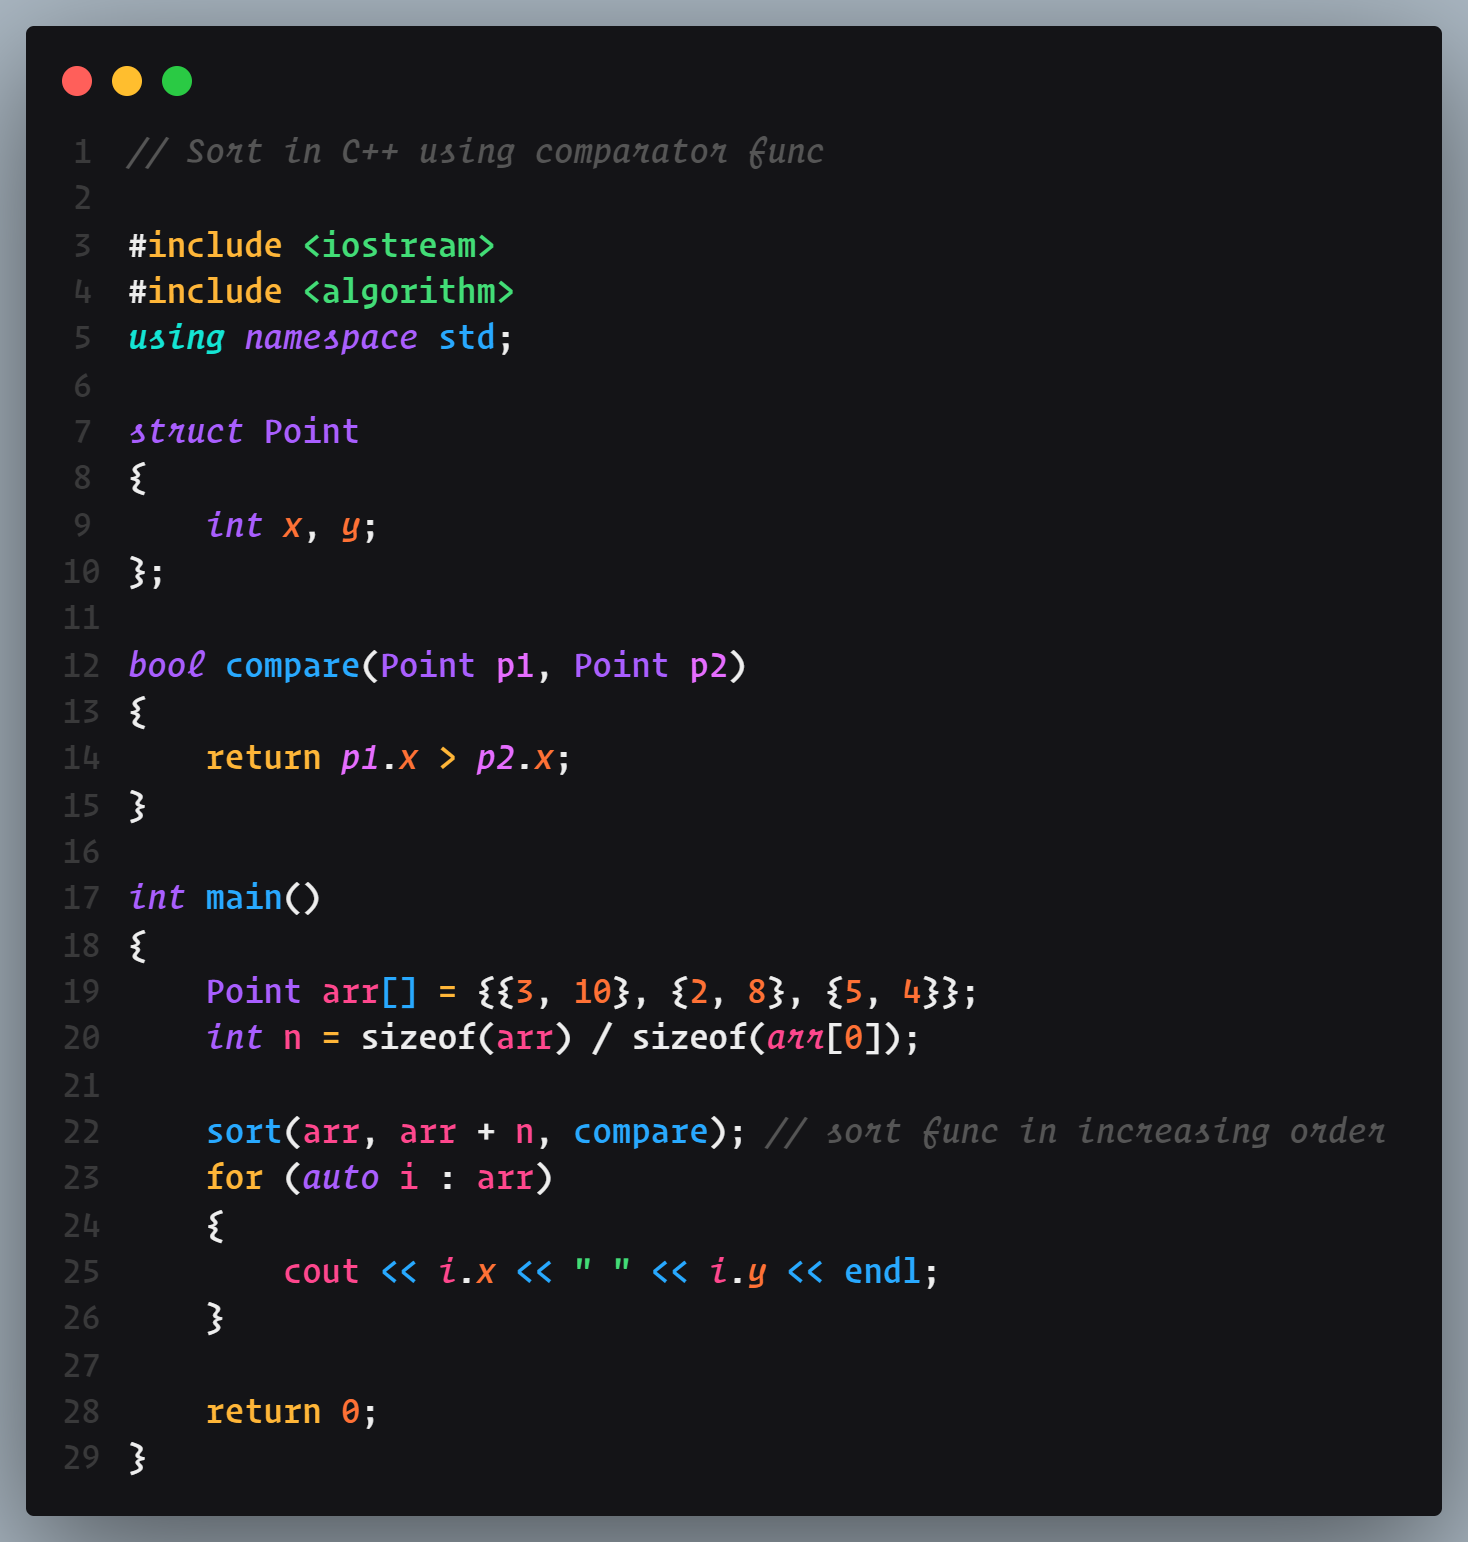 1 // Sort in C++ using comparator func
2
3 #include <iostream>
4 #include <algorithm>
5 using namespace std;
6
7 struct Point
8 {
9     int x, y;
10 };
11
12 bool compare(Point p1, Point p2)
13 {
14     return p1.x > p2.x;
15 }
16
17 int main()
18 {
19     Point arr[] = {{3, 10}, {2, 8}, {5, 4}};
20     int n = sizeof(arr) / sizeof(arr[0]);
21
22     sort(arr, arr + n, compare); // sort func in increasing order
23     for (auto i : arr)
24     {
25         cout << i.x << " " << i.y << endl;
26     }
27
28     return 0;
29 }